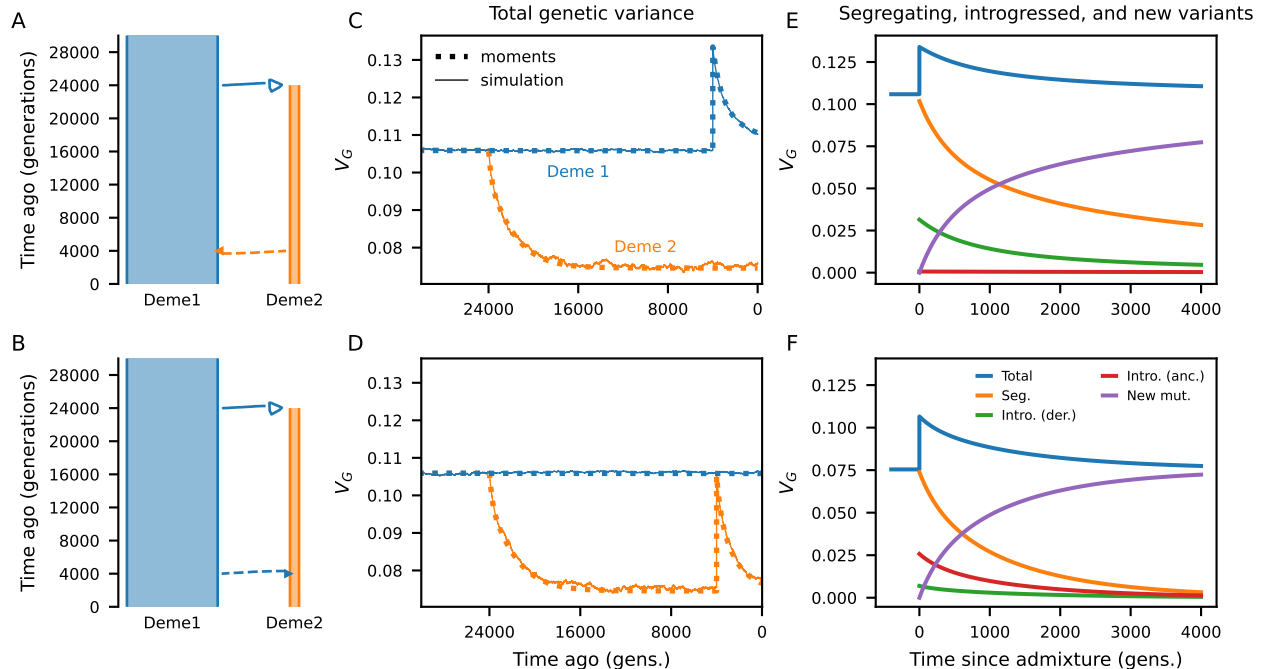 A
28000
24000
20000
16000
12000
8000
4000
0
Time ago (generations)
Deme1
Deme2
C
Total genetic variance
0.13
0.12
0.11
0.10
0.09
0.08
V_G
moments
simulation
Deme 1
Deme 2
24000
16000
8000
0
E
Segregating, introgressed, and new variants
0.125
0.100
0.075
0.050
0.025
0.000
V_G
0
1000
2000
3000
4000
B
28000
24000
20000
16000
12000
8000
4000
0
Time ago (generations)
Deme1
Deme2
D
0.13
0.12
0.11
0.10
0.09
0.08
V_G
24000
16000
8000
0
Time ago (gens.)
F
0.125
0.100
0.075
0.050
0.025
0.000
V_G
Total
Seg.
Intro. (der.)
Intro. (anc.)
New mut.
0
1000
2000
3000
4000
Time since admixture (gens.)